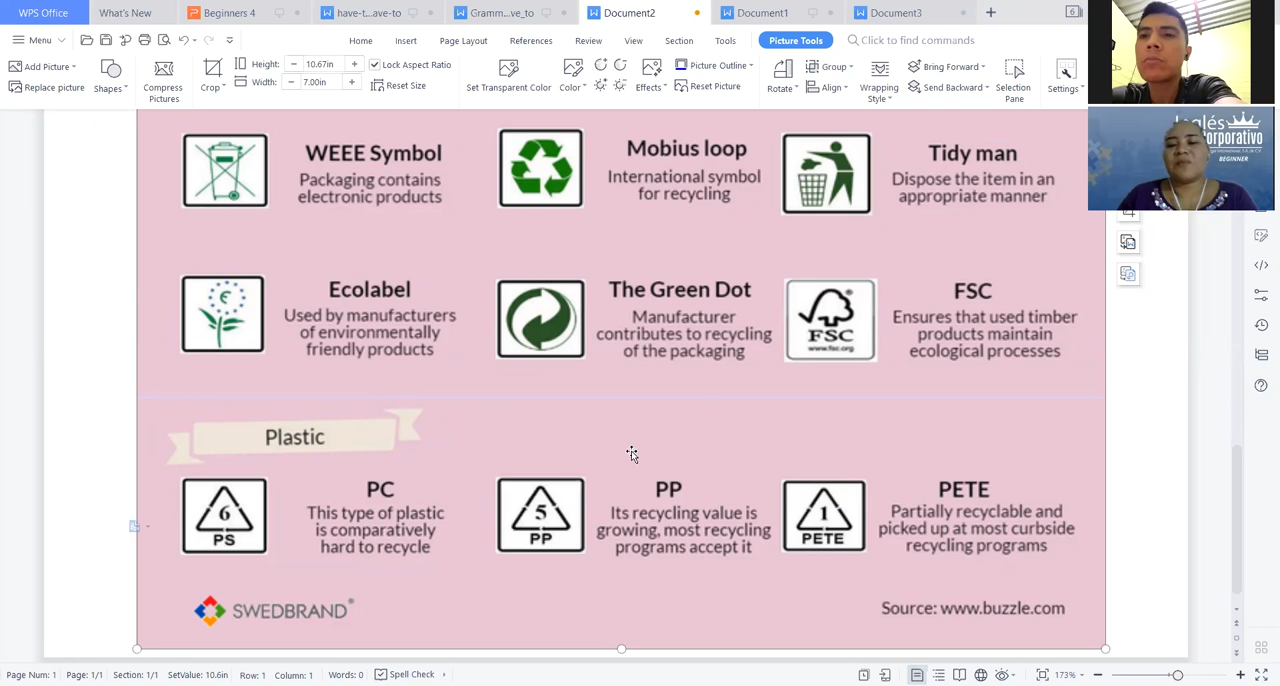 WPS Office
What's New
Beginners 4
have-t...ave-to
Gramm...ve_to
Document2
Document1
Document3
6
Menu
Home
Insert
Page Layout
References
Review
View
Section
Tools
Picture Tools
Click to find commands
Add Picture
Replace picture
Shapes
Compress
Pictures
Crop
Height:
10.67in
Width:
7.00in
Lock Aspect Ratio
Reset Size
Set Transparent Color
Color
Effects
Picture Outline
Reset Picture
Rotate
Group
Align
Wrapping
Style
Bring Forward
Send Backward
Selection
Pane
Settings
Inglés
BEGINNER
WEEE Symbol
Packaging contains
electronic products
Mobius loop
International symbol
for recycling
Tidy man
Dispose the item in an
appropriate manner
Ecolabel
Used by manufacturers
of environmentally
friendly products
The Green Dot
Manufacturer
contributes to recycling
of the packaging
FSC
www.fsc.org
FSC
Ensures that used timber
products maintain
ecological processes
Plastic
6
PS
PC
This type of plastic
is comparatively
hard to recycle
5
PP
PP
Its recycling value is
growing, most recycling
programs accept it
1
PETE
PETE
Partially recyclable and
picked up at most curbside
recycling programs
SWEDBRAND®
Source: www.buzzle.com
Page Num: 1
Page: 1/1
Section: 1/1
SetValue: 10.6in
Row: 1
Column: 1
Words: 0
Spell Check
173%